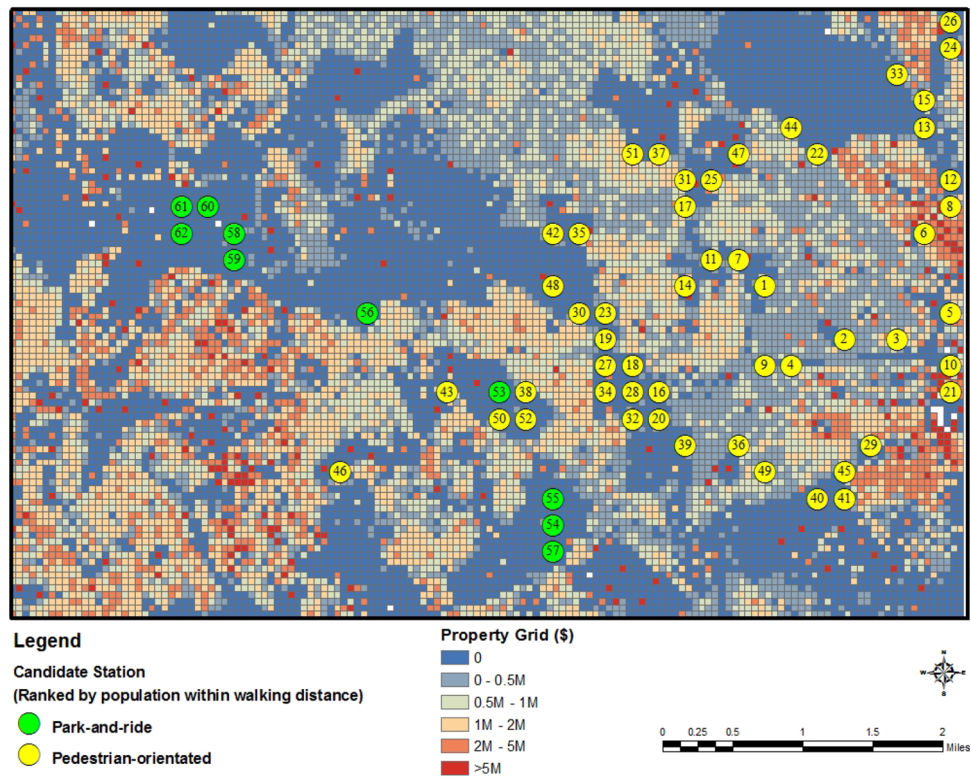 26
24
33
15
44
13
51 37 47 22
31 25 12
61 60 17 8
62 58 42 35 6
59 11 7
48 14 1
56 30 23 5
19 2 3
27 18 9 4 10
43 53 38 34 28 16 21
50 52 32 20
39 36 29
46 49 45
55 40 41
54
57
Legend
Candidate Station
(Ranked by population within walking distance)
Park-and-ride
Pedestrian-orientated
Property Grid ($)
0
0 - 0.5M
0.5M - 1M
1M - 2M
2M - 5M
>5M
N
W E
S
0 0.25 0.5 1 1.5 2
Miles